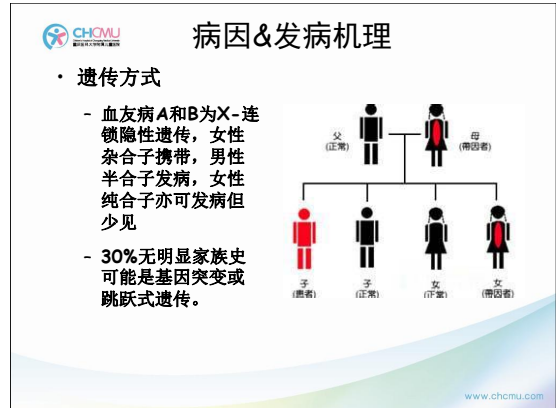 CHCMU
病因&发病机理
• 遗传方式
– 血友病A和B为X-连
锁隐性遗传，女性
杂合子携带，男性
半合子发病，女性
纯合子亦可发病但
少见
– 30%无明显家族史
可能是基因突变或
跳跃式遗传。
父
(正常)
母
(带因者)
子
(患者)
子
(正常)
女
(正常)
女
(带因者)
www.chcmu.com